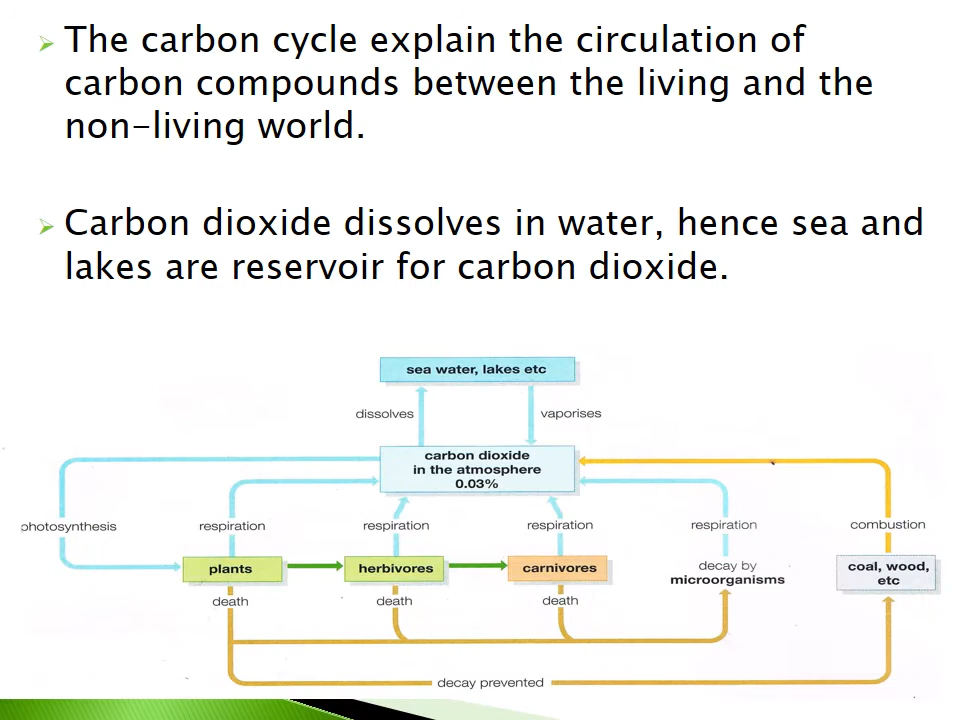 The carbon cycle explain the circulation of
carbon compounds between the living and the
non-living world.
Carbon dioxide dissolves in water, hence sea and
lakes are reservoir for carbon dioxide.
sea water, lakes etc
dissolves
vaporises
carbon dioxide
in the atmosphere
0.03%
photosynthesis
respiration
respiration
respiration
respiration
combustion
plants
herbivores
carnivores
decay by
microorganisms
coal, wood,
etc
death
death
death
decay prevented